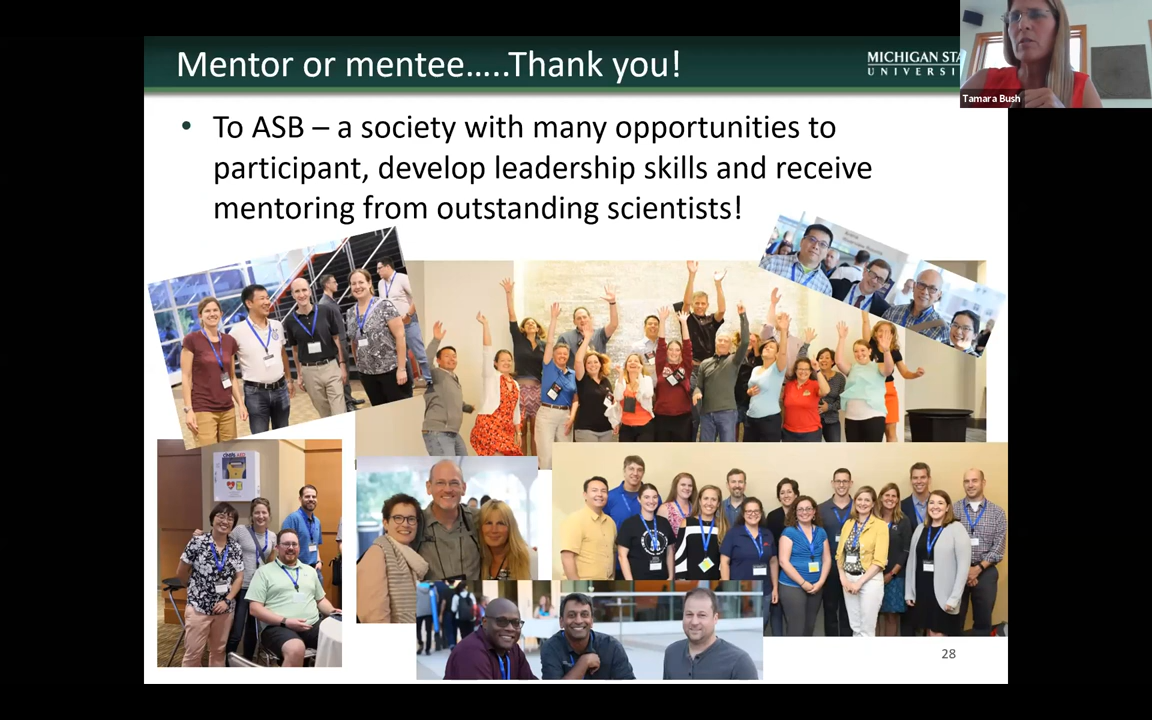 Mentor or mentee…..Thank you!
MICHIGAN STA
UNIVERSI
Tamara Bush
• To ASB – a society with many opportunities to
participant, develop leadership skills and receive
mentoring from outstanding scientists!
28